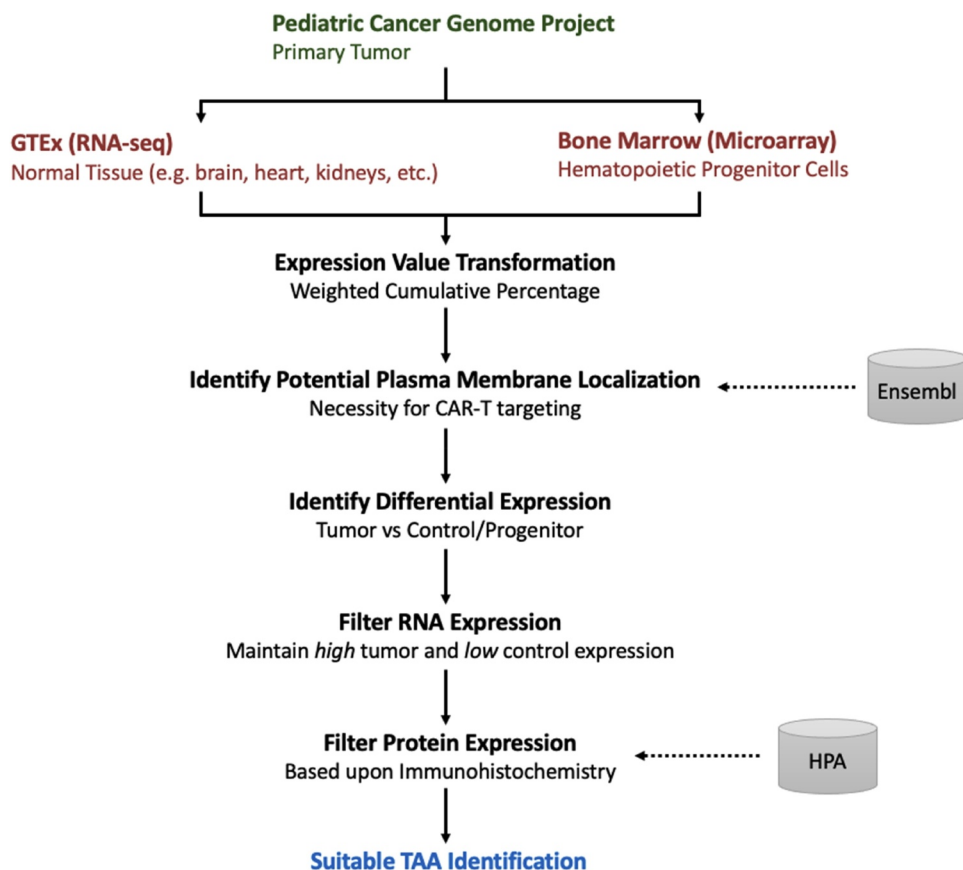 Pediatric Cancer Genome Project
Primary Tumor
GTEx (RNA-seq)
Normal Tissue (e.g. brain, heart, kidneys, etc.)
Bone Marrow (Microarray)
Hematopoietic Progenitor Cells
Expression Value Transformation
Weighted Cumulative Percentage
Identify Potential Plasma Membrane Localization
Necessity for CAR-T targeting
Ensembl
Identify Differential Expression
Tumor vs Control/Progenitor
Filter RNA Expression
Maintain high tumor and low control expression
Filter Protein Expression
Based upon Immunohistochemistry
HPA
Suitable TAA Identification